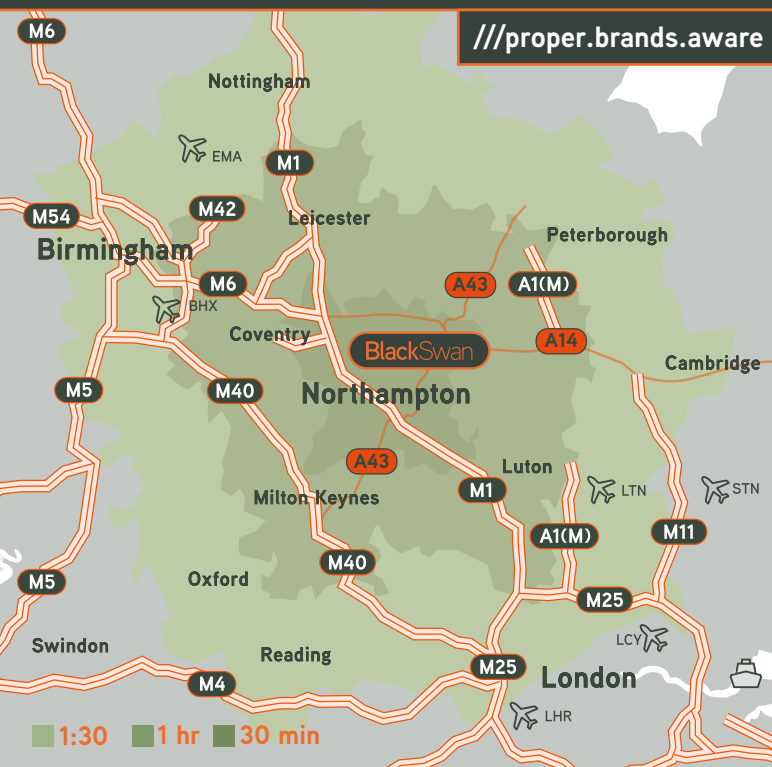 M6
///proper.brands.aware
Nottingham
EMA
M1
M42
M54
Leicester
Peterborough
Birmingham
M6
A43
A1(M)
BHX
Coventry
BlackSwan
A14
Cambridge
M5
M40
Northampton
A43
Luton
M1
LTN
STN
Milton Keynes
A1(M)
M11
M40
M5
Oxford
M25
Swindon
Reading
LCY
M4
M25
London
LHR
1:30
1 hr
30 min